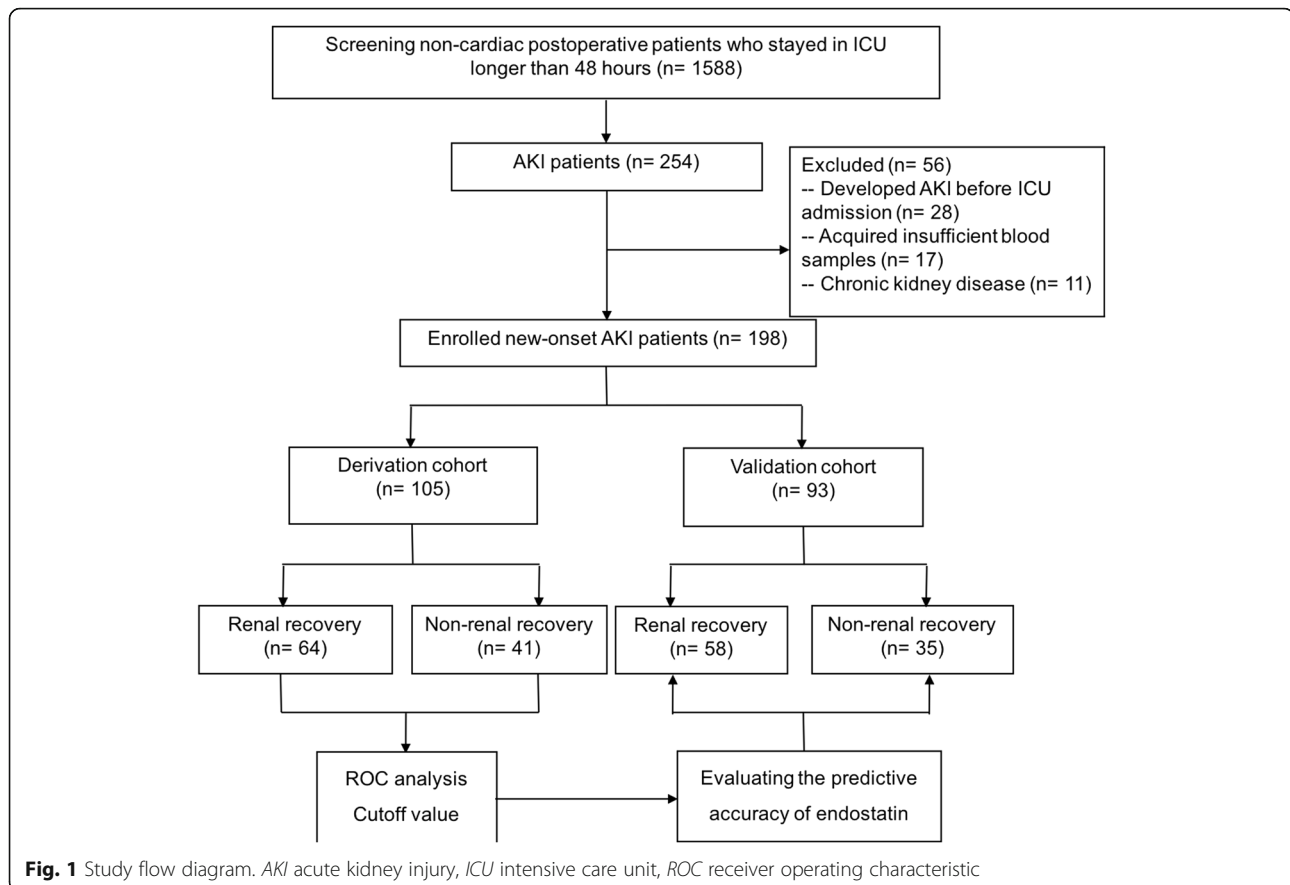 Screening non-cardiac postoperative patients who stayed in ICU
longer than 48 hours (n= 1588)
AKI patients (n= 254)
Excluded (n= 56)
-- Developed AKI before ICU
admission (n= 28)
-- Acquired insufficient blood
samples (n= 17)
-- Chronic kidney disease (n= 11)
Enrolled new-onset AKI patients (n= 198)
Derivation cohort
(n= 105)
Validation cohort
(n= 93)
Renal recovery
(n= 64)
Non-renal recovery
(n= 41)
Renal recovery
(n= 58)
Non-renal recovery
(n= 35)
ROC analysis
Cutoff value
Evaluating the predictive
accuracy of endostatin
Fig. 1 Study flow diagram. AKI acute kidney injury, ICU intensive care unit, ROC receiver operating characteristic